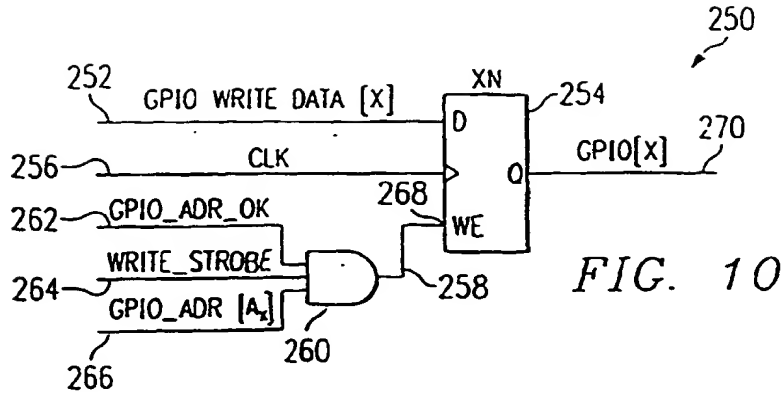 250
252
GPIO WRITE DATA [X]
XN
254
D
256
CLK
Q
GPIO[X]
270
262
GPIO_ADR_OK
268
WE
264
WRITE_STROBE
258
FIG. 10
GPIO_ADR [Ax]
260
266